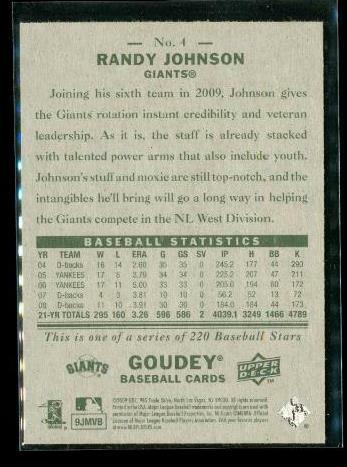 No. 4
RANDY JOHNSON
GIANTS®
Joining his sixth team in 2009, Johnson gives
the Giants rotation instant credibility and veteran
leadership. As it is, the staff is already stacked
with talented power arms that also include youth.
Johnson's stuff and moxie are still top-notch, and the
intangibles he'll bring will go a long way in helping
the Giants compete in the NL West Division.
BASEBALL STATISTICS
YR TEAM W L ERA G GS SV IP H BB K
04 D-backs 16 14 2.60 35 35 0 245.2 177 44 290
05 YANKEES 17 8 3.79 34 34 0 225.2 207 47 211
06 YANKEES 17 11 5.00 33 33 0 205.0 194 60 172
07 D-backs 4 3 3.81 10 10 0 56.2 52 13 72
08 D-backs 11 10 3.91 30 30 0 184.0 184 44 173
21-YR TOTALS 295 160 3.26 596 586 2 4039.1 3249 1466 4789
This is one of a series of 220 Baseball Stars
GIANTS
GOUDEY®
BASEBALL CARDS
UPPER
DECK
9JMVB